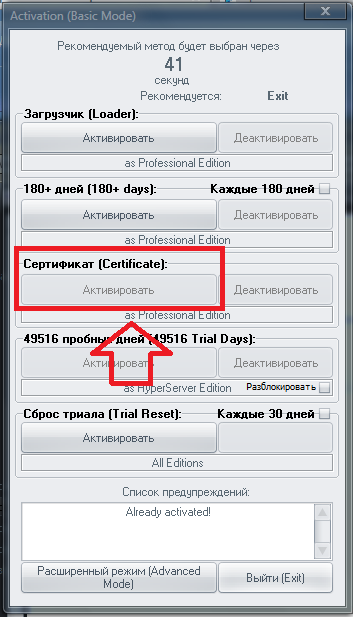 Activation (Basic Mode)
Рекомендуемый метод будет выбран через
41
секунд
Рекомендуется: Exit
Загрузчик (Loader):
Активировать Деактивировать
as Professional Edition
180+ дней (180+ days): Каждые 180 дней
Активировать Деактивировать
as Professional Edition
Сертификат (Certificate):
Активировать Деактивировать
as Professional Edition
49516 пробных дней (49516 Trial Days):
Активировать Деактивировать
as HyperServer Edition Разблокировать
Сброс триала (Trial Reset): Каждые 30 дней
Активировать
All Editions
Список предупреждений:
Already activated!
Расширенный режим (Advanced
Mode)
Выйти (Exit)